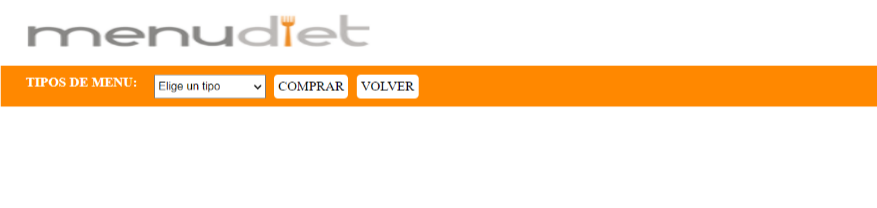 menudiet
TIPOS DE MENU: Elige un tipo COMPRAR VOLVER